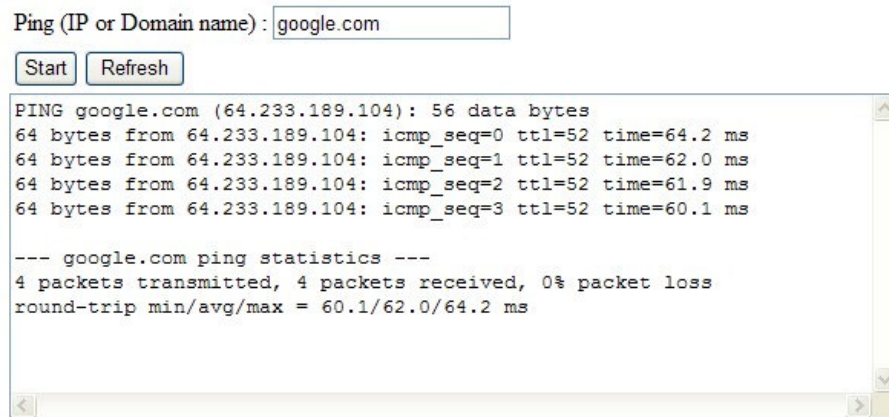 Ping (IP or Domain name) : google.com
Start Refresh
PING google.com (64.233.189.104): 56 data bytes
64 bytes from 64.233.189.104: icmp_seq=0 ttl=52 time=64.2 ms
64 bytes from 64.233.189.104: icmp_seq=1 ttl=52 time=62.0 ms
64 bytes from 64.233.189.104: icmp_seq=2 ttl=52 time=61.9 ms
64 bytes from 64.233.189.104: icmp_seq=3 ttl=52 time=60.1 ms
--- google.com ping statistics ---
4 packets transmitted, 4 packets received, 0% packet loss
round-trip min/avg/max = 60.1/62.0/64.2 ms